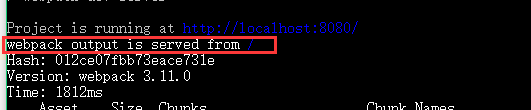 Project is running at http://localhost:8080/
webpack output is served from /
Hash: 012ce07fbb73eace731e
Version: webpack 3.11.0
Time: 1812ms
Asset Size Chunks Chunk Names